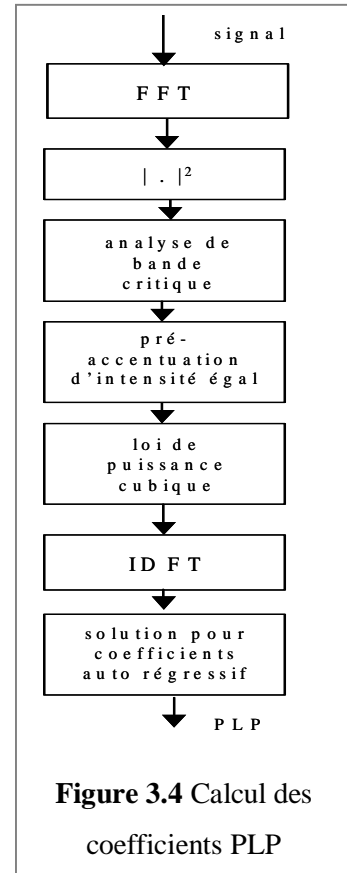 signal
FFT
| . |²
analyse de
bande
critique
pré-
accentuation
d'intensité égal
loi de
puissance
cubique
IDFT
solution pour
coefficients
auto régressif
PLP
Figure 3.4 Calcul des
coefficients PLP